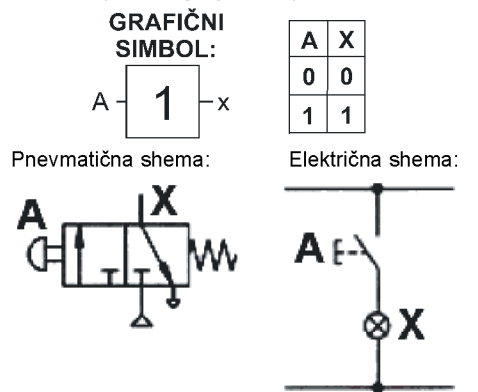 GRAFIČNI
SIMBOL:
A 1 x
A X
0 0
1 1
Pnevmatična shema:
A X
Električna shema:
A X